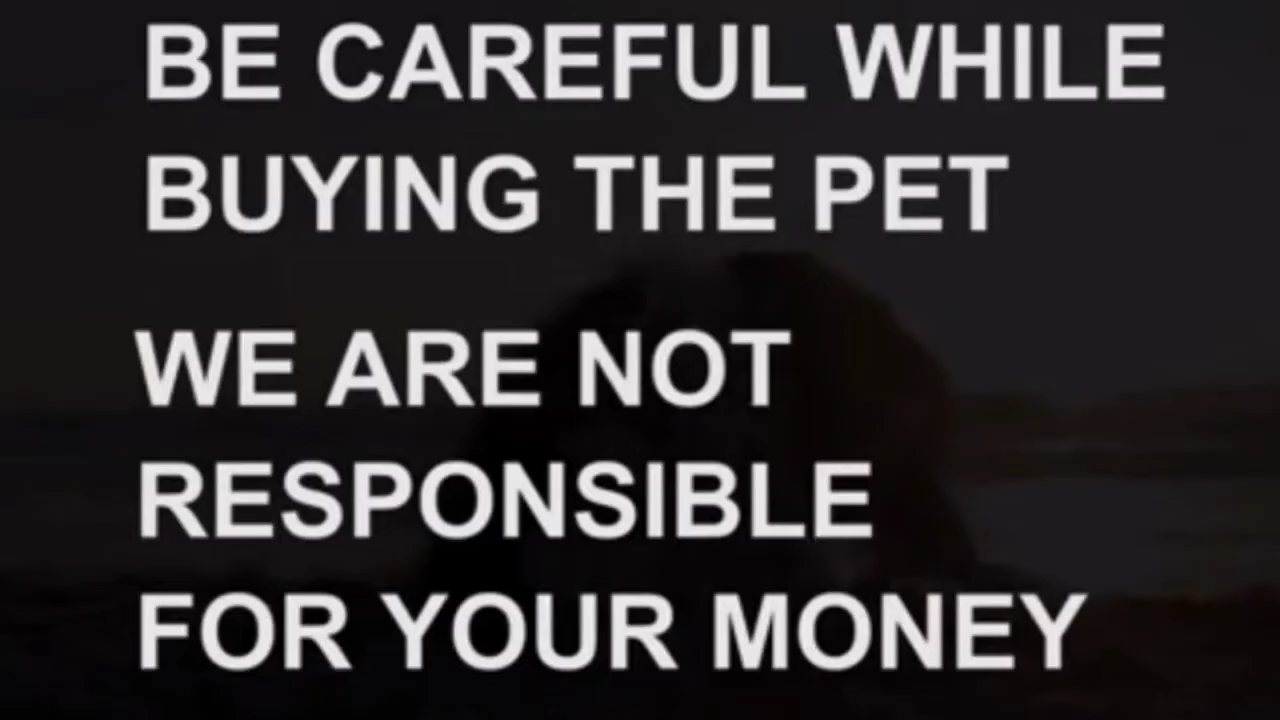 BE CAREFUL WHILE
BUYING THE PET
WE ARE NOT
RESPONSIBLE
FOR YOUR MONEY